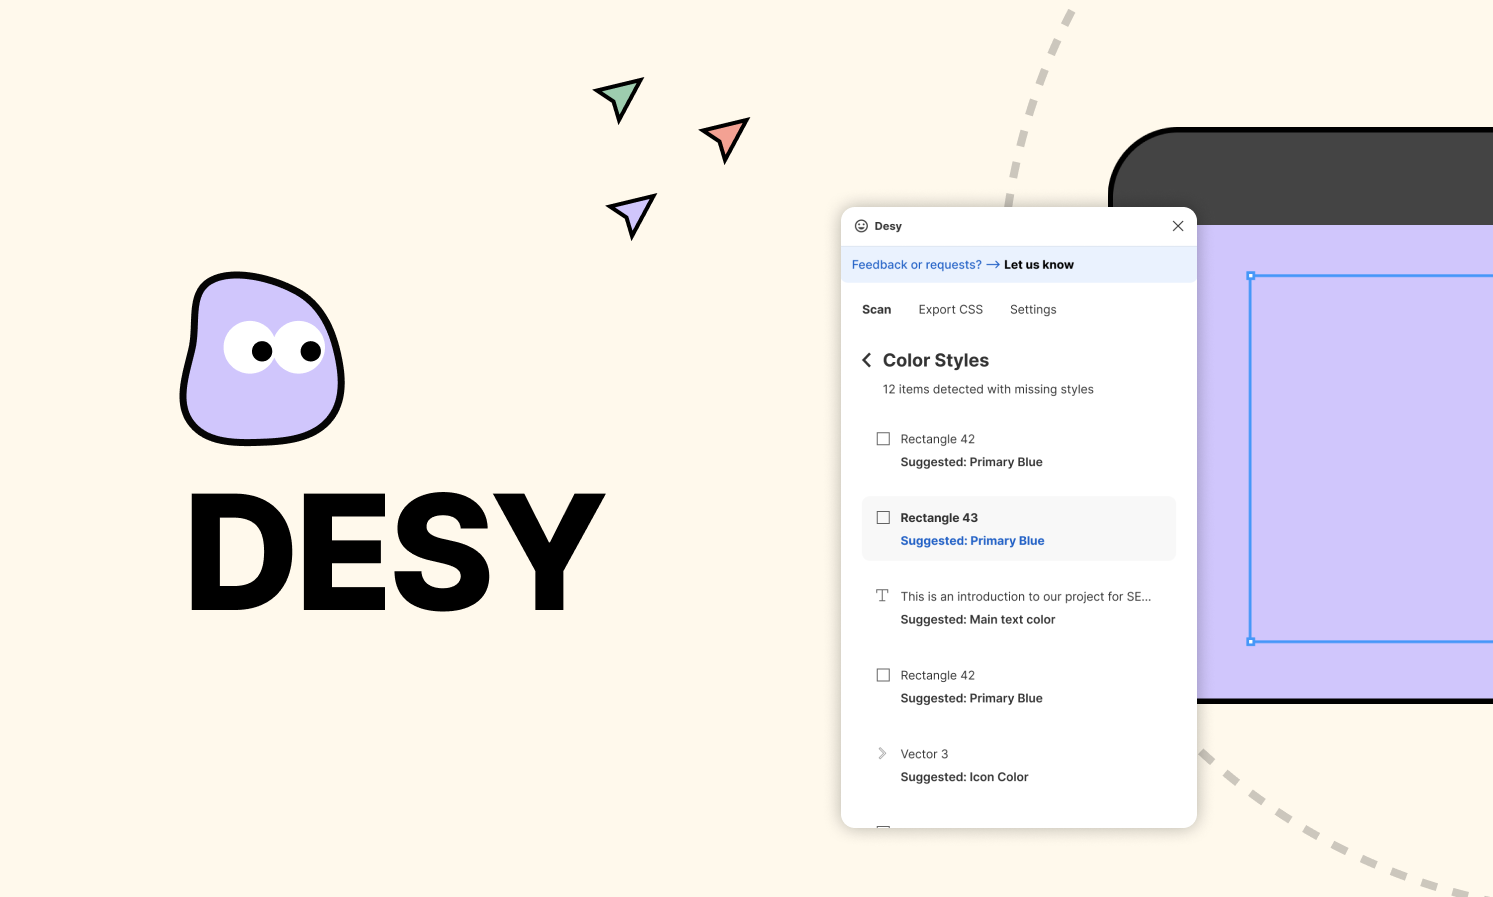 DESY
Desy
Feedback or requests? → Let us know
Scan Export CSS Settings
Color Styles
12 items detected with missing styles
Rectangle 42
Suggested: Primary Blue
Rectangle 43
Suggested: Primary Blue
This is an introduction to our project for SE...
Suggested: Main text color
Rectangle 42
Suggested: Primary Blue
Vector 3
Suggested: Icon Color